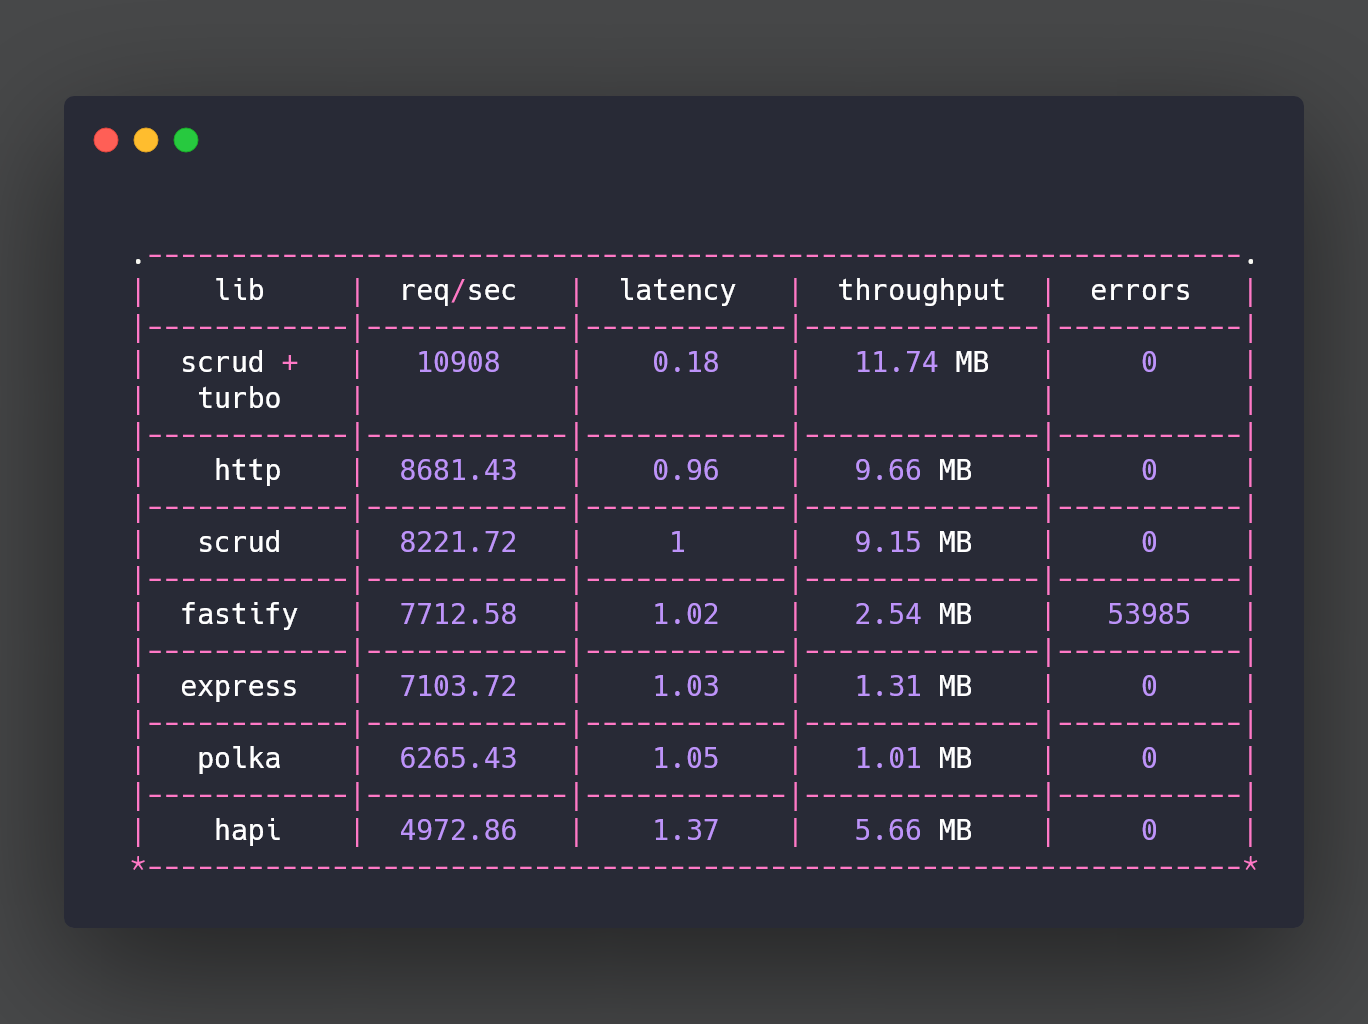 .-----------------------------------------------------------------.
|    lib     |  req/sec   |  latency   |  throughput  |  errors   |
|------------|------------|------------|--------------|-----------|
|  scrud +   |   10908    |    0.18    |   11.74 MB   |     0     |
|   turbo    |            |            |              |           |
|------------|------------|------------|--------------|-----------|
|    http    |  8681.43   |    0.96    |   9.66 MB    |     0     |
|------------|------------|------------|--------------|-----------|
|   scrud    |  8221.72   |     1      |   9.15 MB    |     0     |
|------------|------------|------------|--------------|-----------|
|  fastify   |  7712.58   |    1.02    |   2.54 MB    |   53985   |
|------------|------------|------------|--------------|-----------|
|  express   |  7103.72   |    1.03    |   1.31 MB    |     0     |
|------------|------------|------------|--------------|-----------|
|   polka    |  6265.43   |    1.05    |   1.01 MB    |     0     |
|------------|------------|------------|--------------|-----------|
|    hapi    |  4972.86   |    1.37    |   5.66 MB    |     0     |
*-----------------------------------------------------------------*